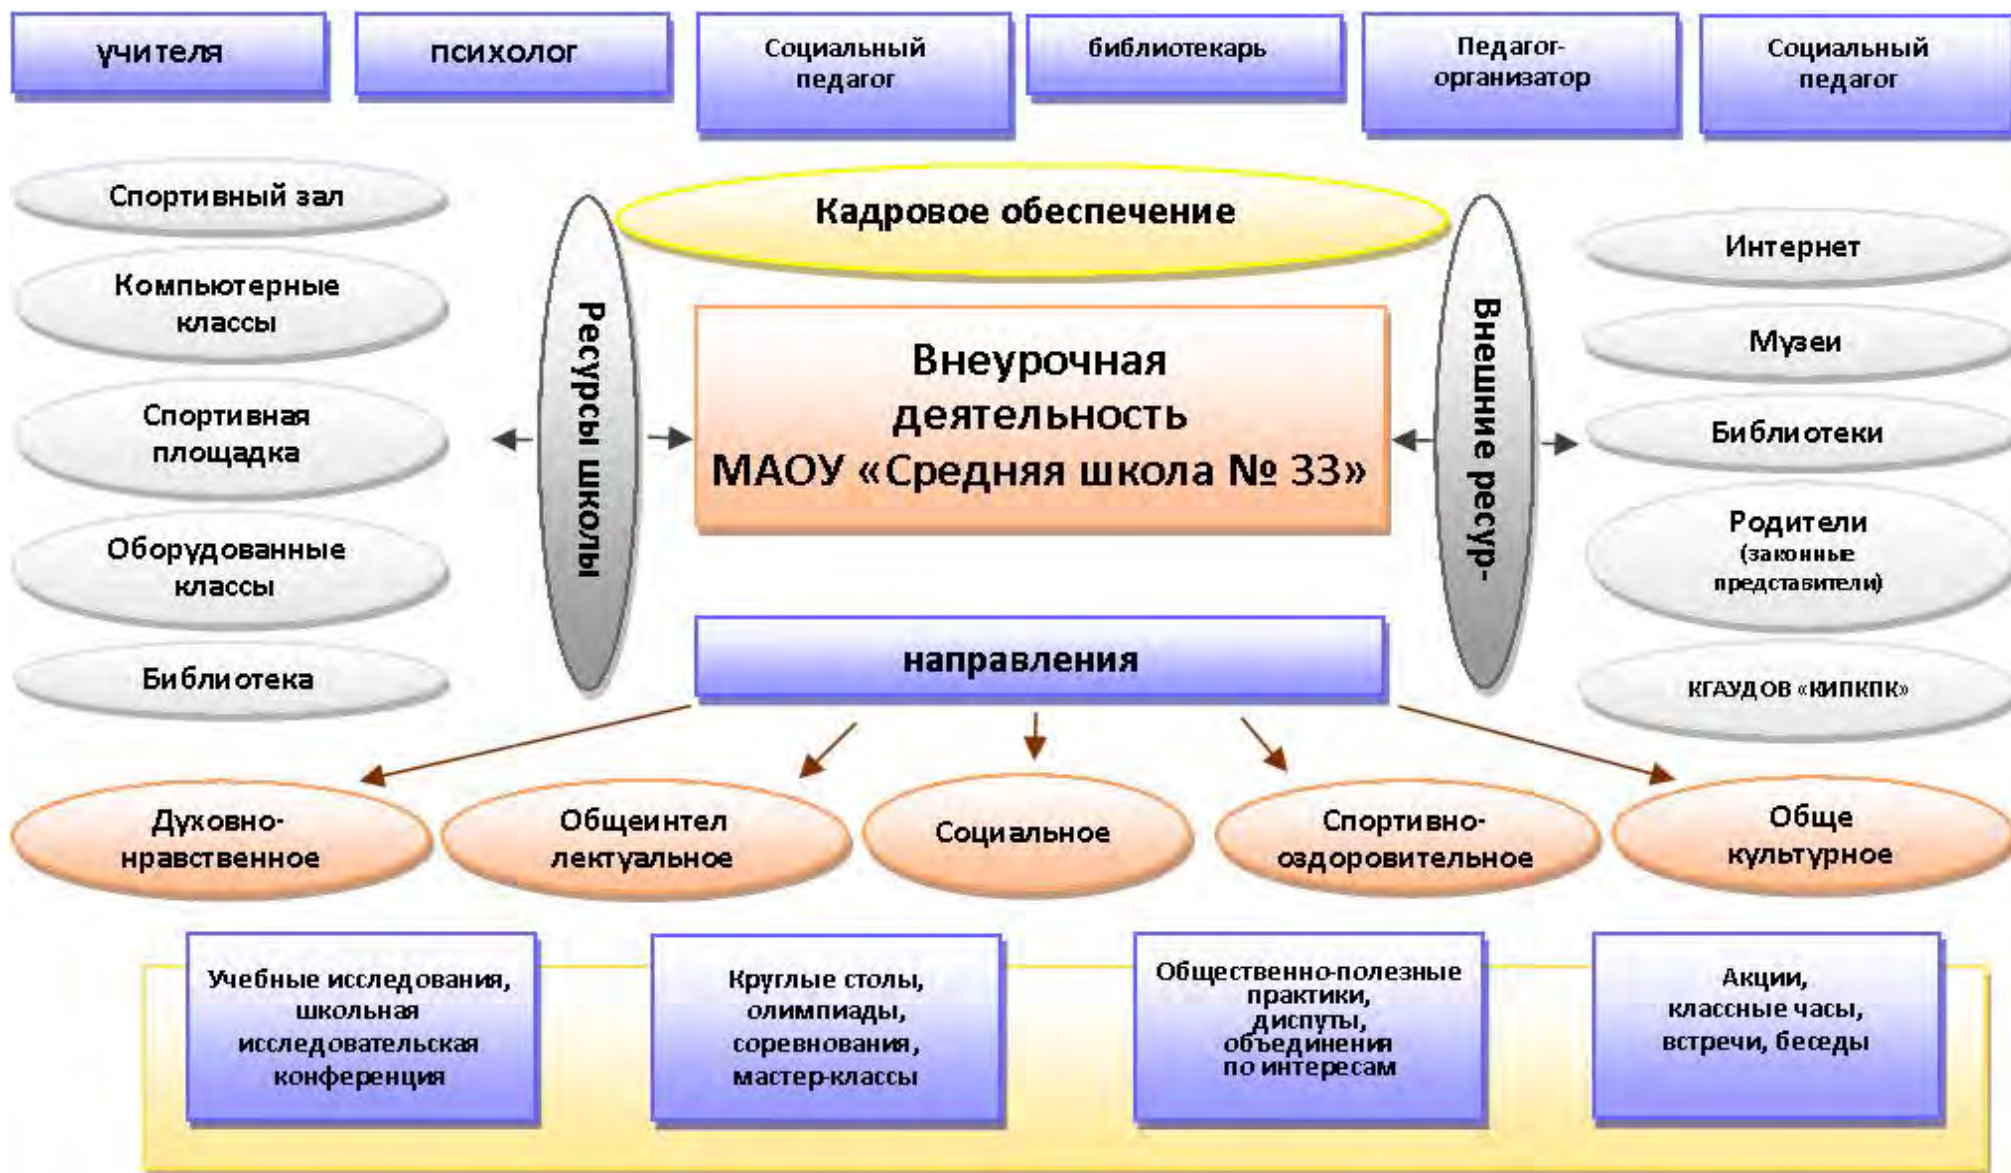 учителя
психолог
Социальный
педагог
библиотекарь
Педагог-
организатор
Социальный
педагог
Кадровое обеспечение
Спортивный зал
Компьютерные
классы
Спортивная
площадка
Оборудованные
классы
Библиотека
Ресурсы школы
Внеурочная
деятельность
МАОУ «Средняя школа № 33»
Внешние ресур-
Интернет
Музеи
Библиотеки
Родители
(законные
представители)
КГАУДОВ «КИПКПК»
направления
Духовно-
нравственное
Общеинтел
лектуальное
Социальное
Спортивно-
оздоровительное
Обще
культурное
Учебные исследования,
школьная
исследовательская
конференция
Круглые столы,
олимпиады,
соревнования,
мастер-классы
Общественно-полезные
практики,
диспуты,
объединения
по интересам
Акции,
классные часы,
встречи, беседы